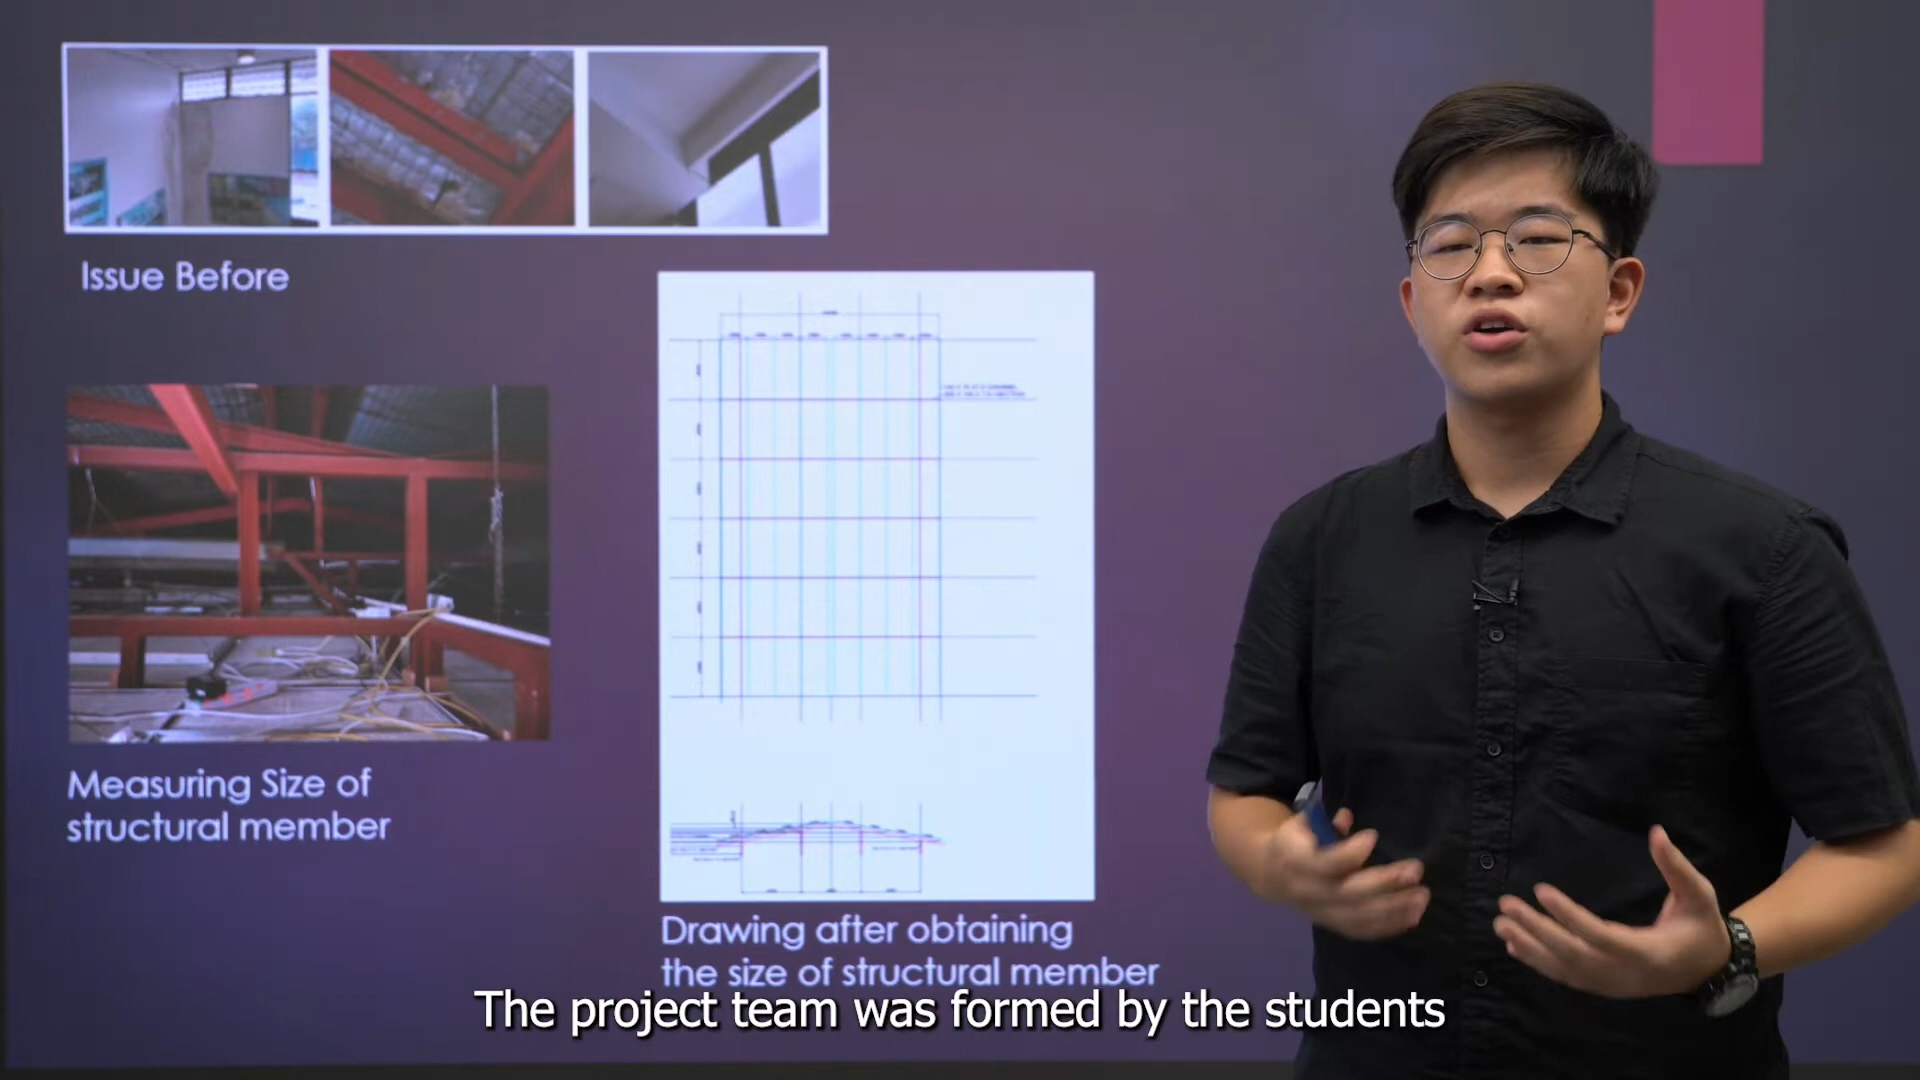 Issue Before
Measuring Size of
structural member
Drawing after obtaining
the size of structural member
The project team was formed by the students